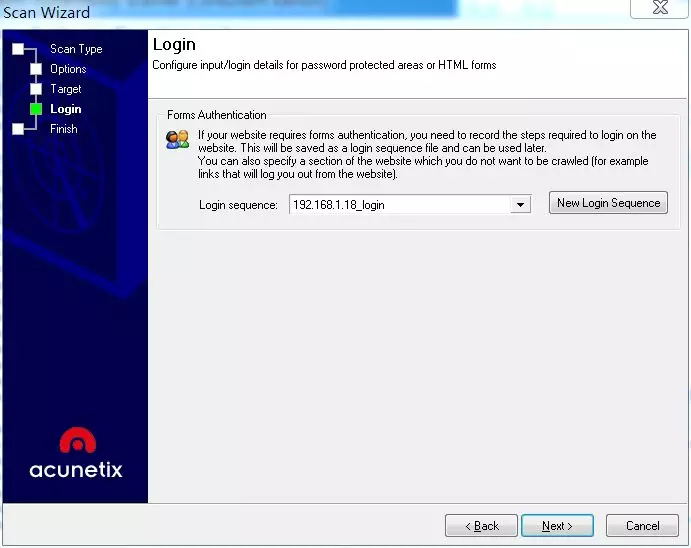 Scan Wizard
Scan Type
Options
Target
Login
Finish
Login
Configure input/login details for password protected areas or HTML forms
Forms Authentication
If your website requires forms authentication, you need to record the steps required to login on the
website. This will be saved as a login sequence file and can be used later.
You can also specify a section of the website which you do not want to be crawled (for example
links that will log you out from the website).
Login sequence: 192.168.1.18_login New Login Sequence
acunetix
< Back Next > Cancel